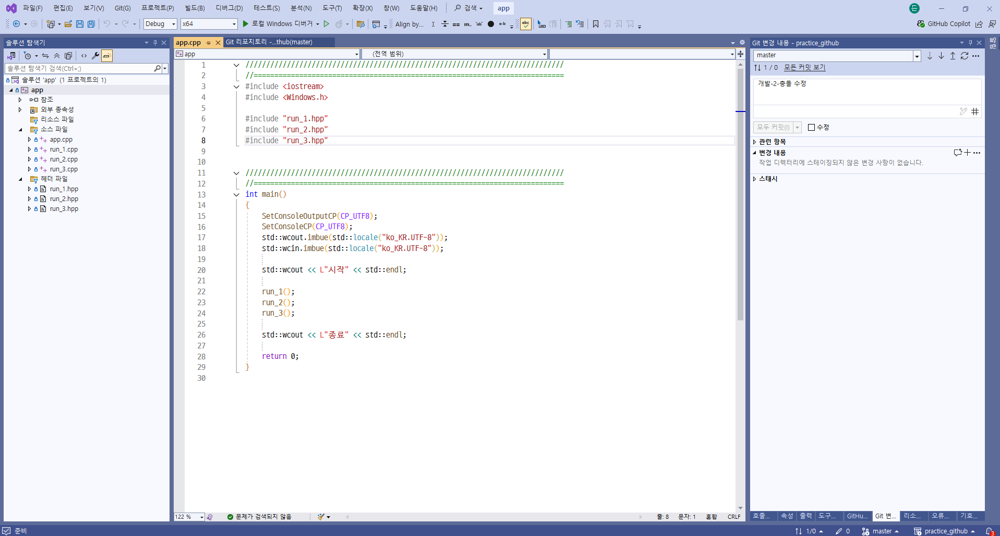 파일(F) 편집(E) 보기(V) Git(G) 프로젝트(P) 빌드(B) 디버그(D) 테스트(S) 분석(N) 도구(T) 확장(X) 창(W) 도움말(H) 검색 app
Debug x64 로컬 Windows 디버거 Align by... abc GitHub Copilot
솔루션 탐색기
솔루션 탐색기 검색(Ctrl+;)
솔루션 'app' (1 프로젝트의 1)
app
참조
외부 종속성
리소스 파일
소스 파일
app.cpp
run_1.cpp
run_2.cpp
run_3.cpp
헤더 파일
run_1.hpp
run_2.hpp
run_3.hpp
app.cpp Git 리포지토리 -...thub(master)
app (전역 범위)
1 /////////////////////////////////////////////////////////////////////////////
2 //===========================================================================
3 #include <iostream>
4 #include <Windows.h>
5
6 #include "run_1.hpp"
7 #include "run_2.hpp"
8 #include "run_3.hpp"
9
10
11 /////////////////////////////////////////////////////////////////////////////
12 //===========================================================================
13 int main()
14 {
15 SetConsoleOutputCP(CP_UTF8);
16 SetConsoleCP(CP_UTF8);
17 std::wcout.imbue(std::locale("ko_KR.UTF-8"));
18 std::wcin.imbue(std::locale("ko_KR.UTF-8"));
19
20 std::wcout << L"시작" << std::endl;
21
22 run_1();
23 run_2();
24 run_3();
25
26 std::wcout << L"종료" << std::endl;
27
28 return 0;
29 }
30
122 % 문제가 검색되지 않음 줄: 8 문자: 1 혼합 CRLF
Git 변경 내용 - practice_github
master
1 / 0 모든 커밋 보기
개발-2-충돌 수정
모두 커밋(I) 수정
관련 항목
변경 내용
작업 디렉터리에 스테이징되지 않은 변경 사항이 없습니다.
스태시
호출... 속성 출력 도구... GitHu... Git 변... 리소... 오류... 기호...
알림
준비 1/0 0 master practice_github 3